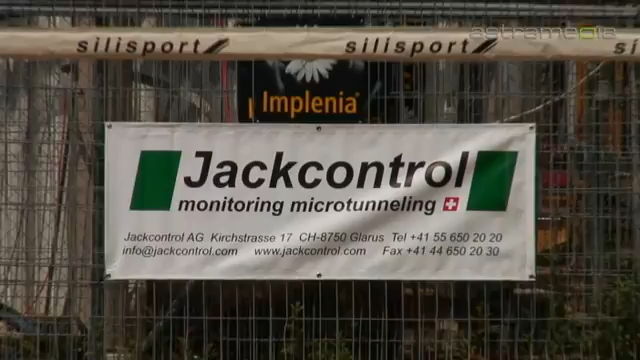 astramedia
silisport silisport si
Implenia
Jackcontrol
monitoring microtunneling
Jackcontrol AG Kirchstrasse 17 CH-8750 Glarus Tel +41 55 650 20 20
info@jackcontrol.com www.jackcontrol.com Fax +41 44 650 20 30